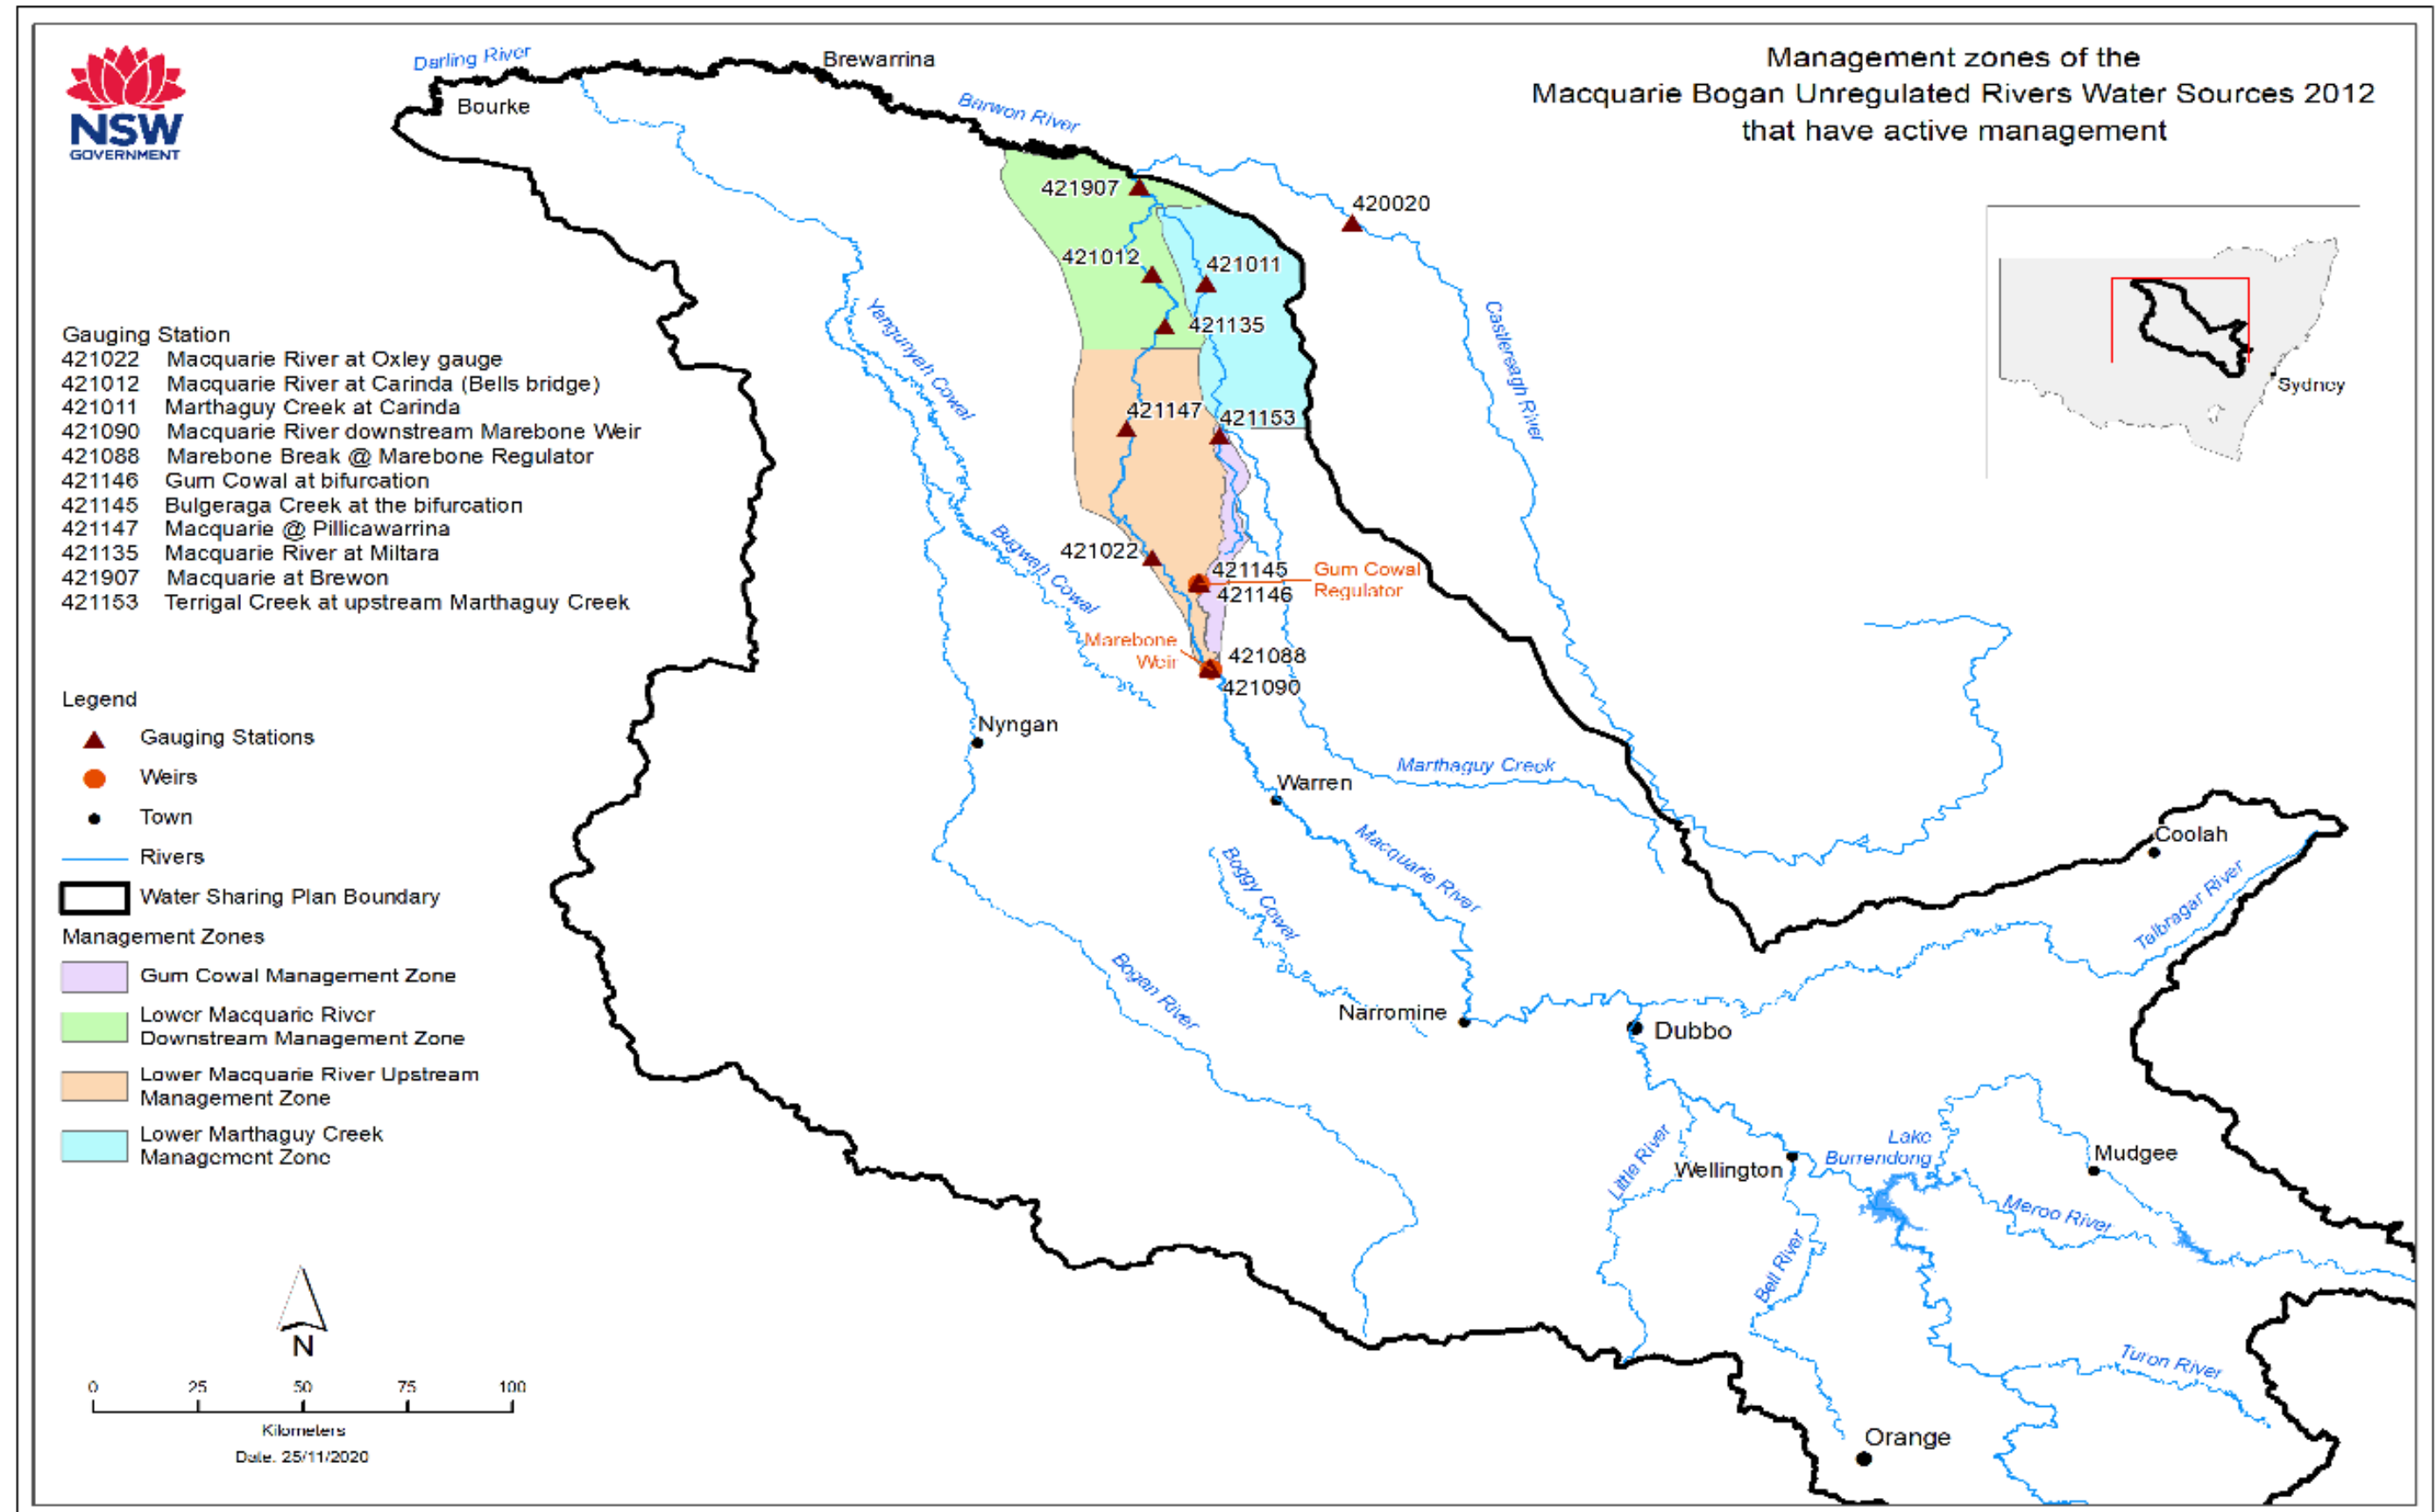 Management zones of the
Macquarie Bogan Unregulated Rivers Water Sources 2012
that have active management
NSW
GOVERNMENT
Darling River
Brewarrina
Bourke
Barwon River
421907
420020
421012
421011
421135
Yangunyah Cowal
Castlereagh River
Sydney
Gauging Station
421022 Macquarie River at Oxley gauge
421012 Macquarie River at Carinda (Bells bridge)
421011 Marthaguy Creek at Carinda
421090 Macquarie River downstream Marebone Weir
421088 Marebone Break @ Marebone Regulator
421146 Gum Cowal at bifurcation
421145 Bulgeraga Creek at the bifurcation
421147 Macquarie @ Pillicawarrina
421135 Macquarie River at Miltara
421907 Macquarie at Brewon
421153 Terrigal Creek at upstream Marthaguy Creek
421147
421153
Bugwah Cowal
421022
421145
421146
Gum Cowal
Regulator
Marebone
Weir
421088
421090
Legend
Gauging Stations
Weirs
Town
Rivers
Water Sharing Plan Boundary
Management Zones
Gum Cowal Management Zone
Lower Macquarie River
Downstream Management Zone
Lower Macquarie River Upstream
Management Zone
Lower Marthaguy Creek
Management Zone
Nyngan
Warren
Marthaguy Creek
Macquarie River
Boggy Cowal
Coolah
Talbragar River
Bogan River
Narromine
Dubbo
Little River
Wellington
Lake
Burrendong
Mudgee
Meroo River
Bell River
Turon River
Orange
N
0 25 50 75 100
Kilometers
Date: 25/11/2020